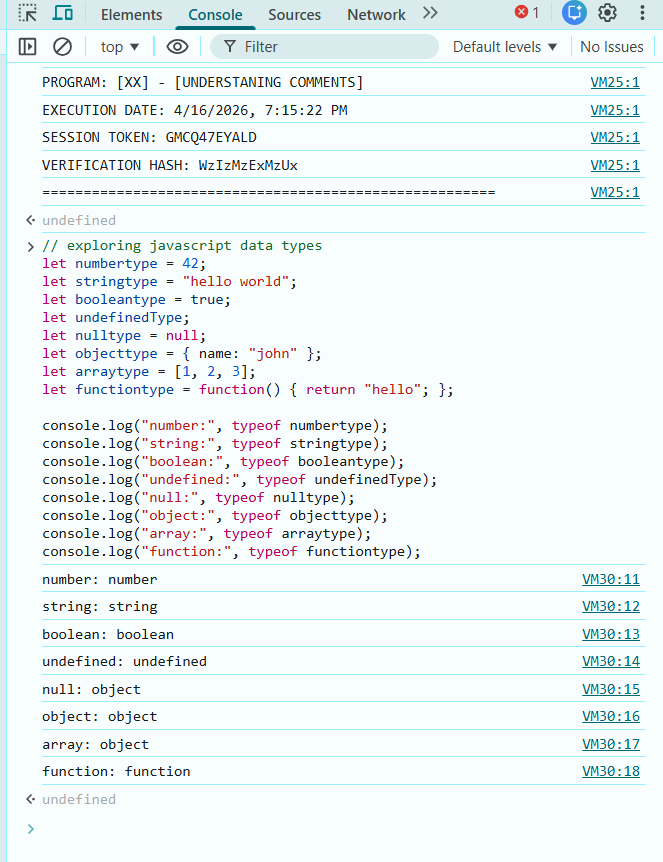 Elements Console Sources Network 1
top Filter Default levels No Issues
PROGRAM: [XX] - [UNDERSTANING COMMENTS] VM25:1
EXECUTION DATE: 4/16/2026, 7:15:22 PM VM25:1
SESSION TOKEN: GMCQ47EYALD VM25:1
VERIFICATION HASH: WzIzMzExMzUx VM25:1
======================================================= VM25:1
undefined
// exploring javascript data types
let numbertype = 42;
let stringtype = "hello world";
let booleantype = true;
let undefinedType;
let nulltype = null;
let objecttype = { name: "john" };
let arraytype = [1, 2, 3];
let functiontype = function() { return "hello"; };
console.log("number:", typeof numbertype);
console.log("string:", typeof stringtype);
console.log("boolean:", typeof booleantype);
console.log("undefined:", typeof undefinedType);
console.log("null:", typeof nulltype);
console.log("object:", typeof objecttype);
console.log("array:", typeof arraytype);
console.log("function:", typeof functiontype);
number: number VM30:11
string: string VM30:12
boolean: boolean VM30:13
undefined: undefined VM30:14
null: object VM30:15
object: object VM30:16
array: object VM30:17
function: function VM30:18
undefined